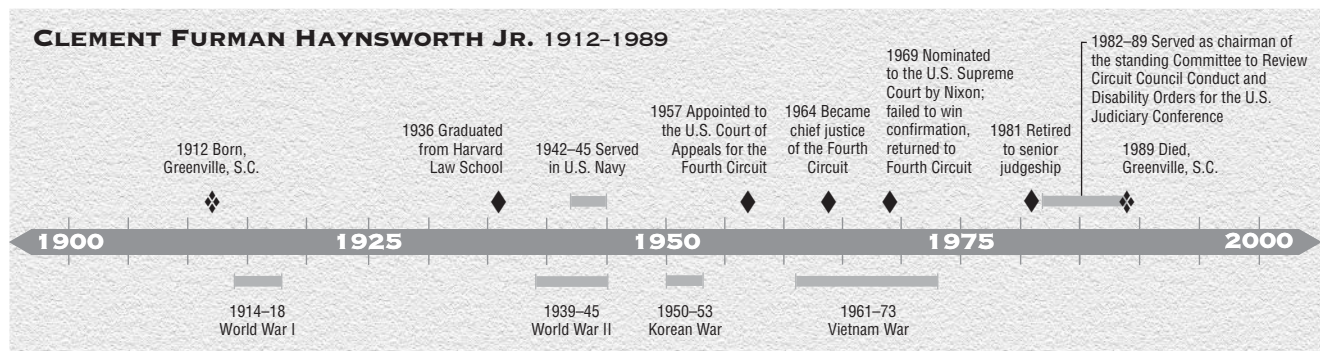 CLEMENT FURMAN HAYNSWORTH JR. 1912–1989
1912 Born,
Greenville, S.C.
1936 Graduated
from Harvard
Law School
1942–45 Served
in U.S. Navy
1957 Appointed to
the U.S. Court of
Appeals for the
Fourth Circuit
1964 Became
chief justice
of the Fourth
Circuit
1969 Nominated
to the U.S. Supreme
Court by Nixon;
failed to win
confirmation,
returned to
Fourth Circuit
1981 Retired
to senior
judgeship
1982–89 Served as chairman of
the standing Committee to Review
Circuit Council Conduct and
Disability Orders for the U.S.
Judiciary Conference
1989 Died,
Greenville, S.C.
1900 1925 1950 1975 2000
1914–18
World War I
1939–45
World War II
1950–53
Korean War
1961–73
Vietnam War